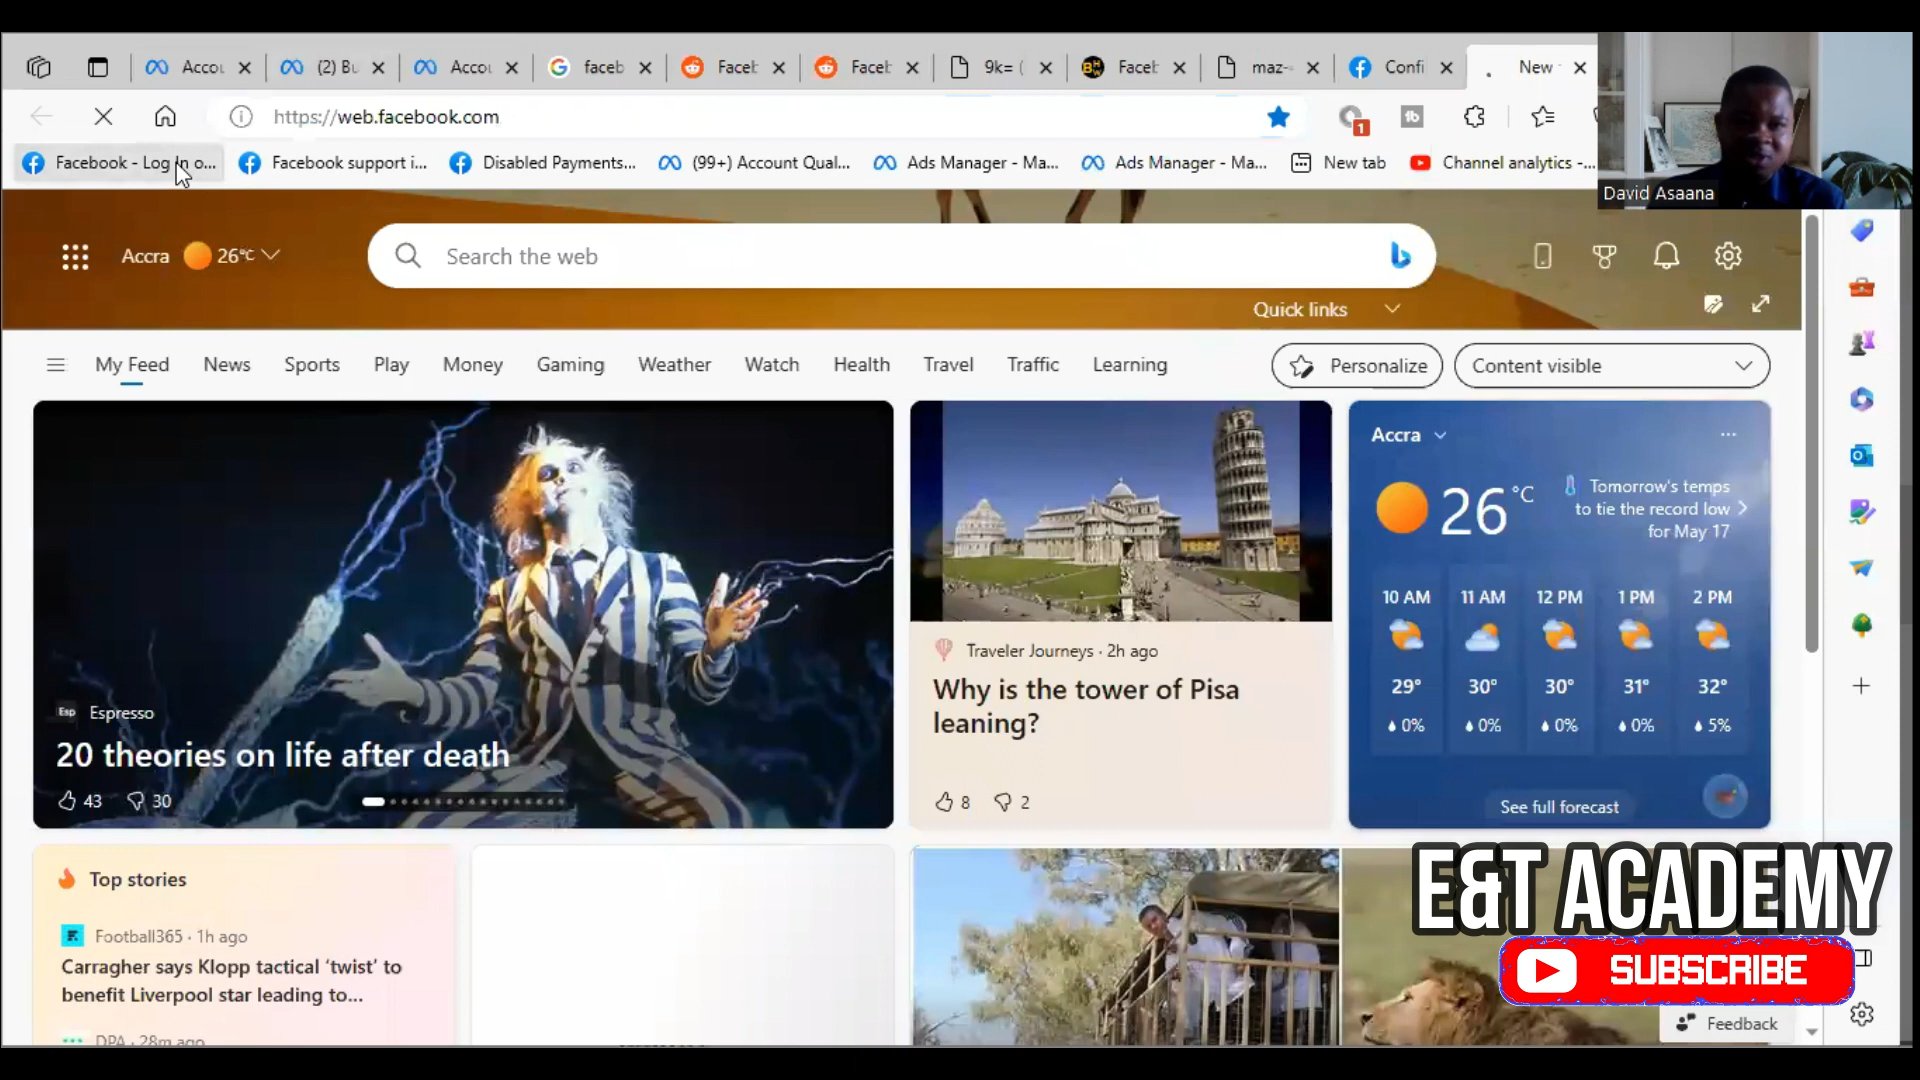 Accou
(2) Bu
Accou
faceb
Faceb
Faceb
9k= (
Faceb
maz-
Confi
New
https://web.facebook.com
1
Facebook - Log In o...
Facebook support i...
Disabled Payments...
(99+) Account Qual...
Ads Manager - Ma...
Ads Manager - Ma...
New tab
Channel analytics -...
David Asaana
Accra 26°C
Search the web
Quick links
My Feed
News
Sports
Play
Money
Gaming
Weather
Watch
Health
Travel
Traffic
Learning
Personalize
Content visible
Esp Espresso
20 theories on life after death
43 30
Traveler Journeys · 2h ago
Why is the tower of Pisa
leaning?
8 2
Accra
26 °C
Tomorrow's temps
to tie the record low
for May 17
10 AM 11 AM 12 PM 1 PM 2 PM
29° 30° 30° 31° 32°
0% 0% 0% 0% 5%
See full forecast
Top stories
Football365 · 1h ago
Carragher says Klopp tactical ‘twist’ to
benefit Liverpool star leading to...
DPA · 28m ago
E&T ACADEMY
SUBSCRIBE
Feedback